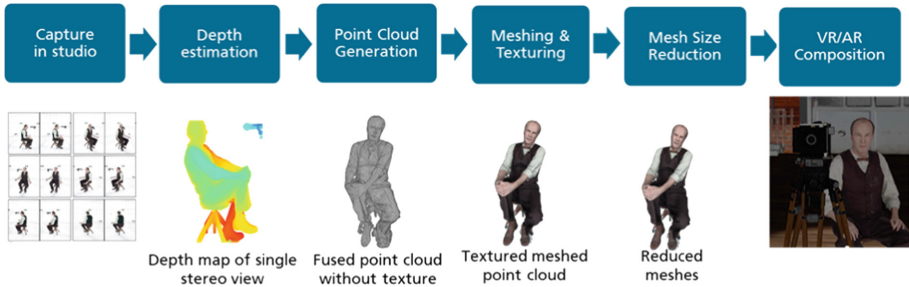 Capture
in studio
Depth
estimation
Point Cloud
Generation
Meshing &
Texturing
Mesh Size
Reduction
VR/AR
Composition
Depth map of single
stereo view
Fused point cloud
without texture
Textured meshed
point cloud
Reduced
meshes